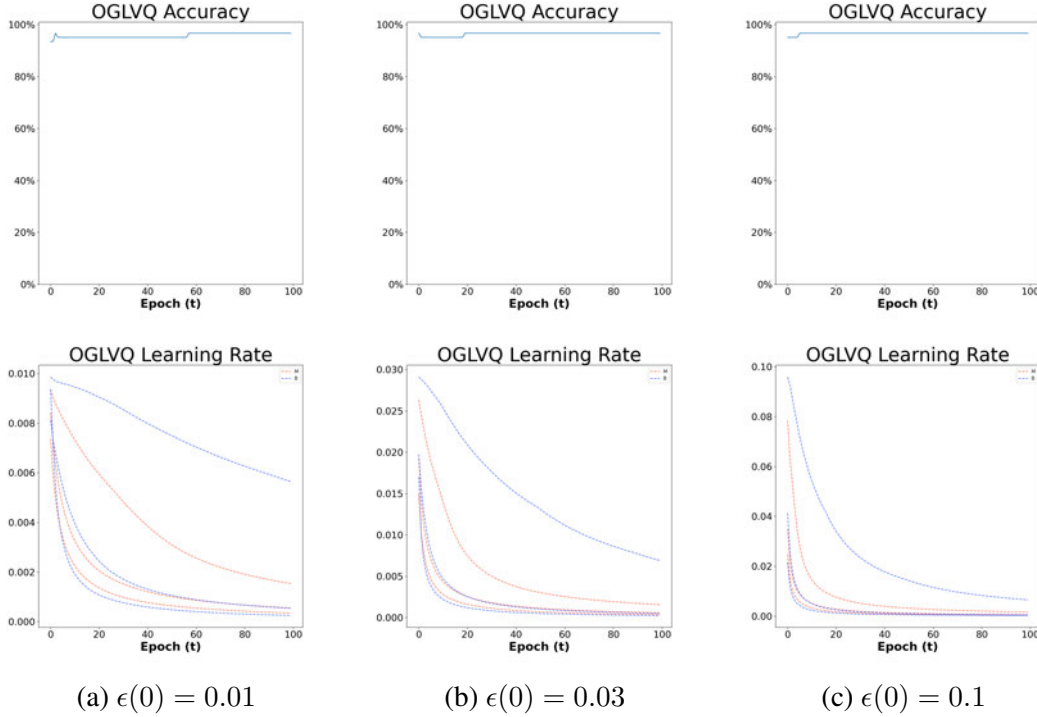 OGLVQ Accuracy OGLVQ Accuracy OGLVQ Accuracy
100% 100% 100%
80% 80% 80%
60% 60% 60%
40% 40% 40%
20% 20% 20%
0% 0% 0%
0 20 40 60 80 100 0 20 40 60 80 100 0 20 40 60 80 100
Epoch (t) Epoch (t) Epoch (t)
OGLVQ Learning Rate OGLVQ Learning Rate OGLVQ Learning Rate
M M M
B B B
0.010 0.030 0.10
0.008 0.025 0.08
0.006 0.020 0.06
0.004 0.015 0.04
0.002 0.010 0.02
0.000 0.005 0.00
0.000
0 20 40 60 80 100 0 20 40 60 80 100 0 20 40 60 80 100
Epoch (t) Epoch (t) Epoch (t)
(a) ϵ(0) = 0.01 (b) ϵ(0) = 0.03 (c) ϵ(0) = 0.1